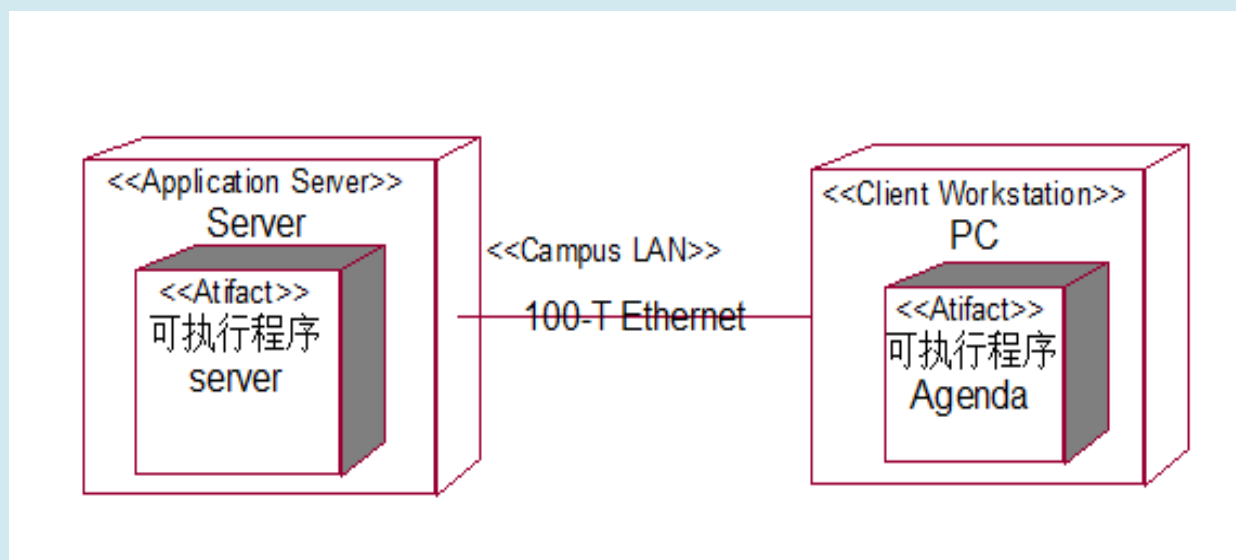 <<Application Server>>
Server
<<Atifact>>
可执行程序
server
<<Campus LAN>>
100-T Ethernet
<<Client Workstation>>
PC
<<Atifact>>
可执行程序
Agenda